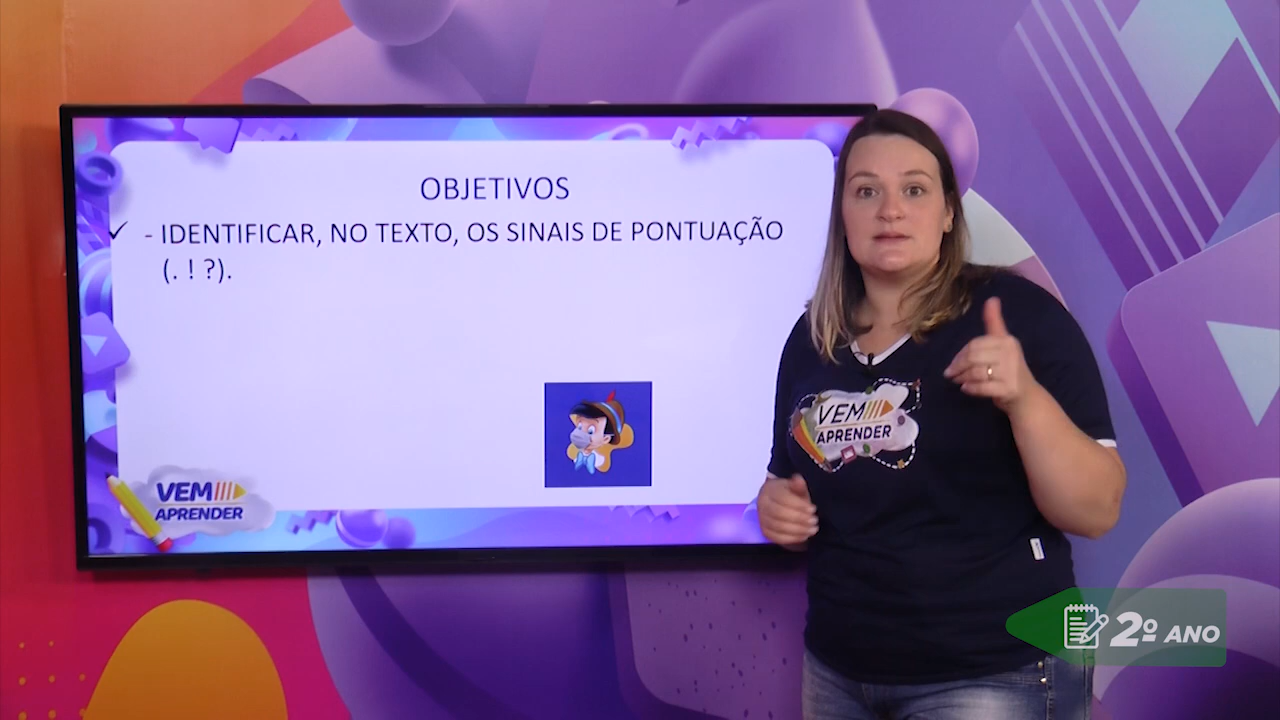 OBJETIVOS
✓ - IDENTIFICAR, NO TEXTO, OS SINAIS DE PONTUAÇÃO
(. ! ?).
VEM
APRENDER
VEM
APRENDER
2º ANO